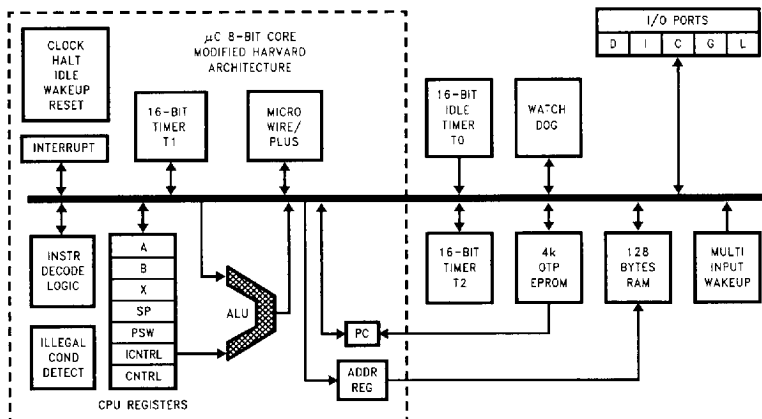 μC 8-BIT CORE
MODIFIED HARVARD
ARCHITECTURE
I/O PORTS
D I C G L
CLOCK
HALT
IDLE
WAKEUP
RESET
INTERRUPT
16-BIT
TIMER
T1
MICRO
WIRE/
PLUS
16-BIT
IDLE
TIMER
T0
WATCH
DOG
INSTR
DECODE
LOGIC
A
B
X
SP
PSW
ICNTRL
CNTRL
CPU REGISTERS
ALU
16-BIT
TIMER
T2
4k
OTP
EPROM
128
BYTES
RAM
MULTI
INPUT
WAKEUP
ILLEGAL
COND
DETECT
PC
ADDR
REG